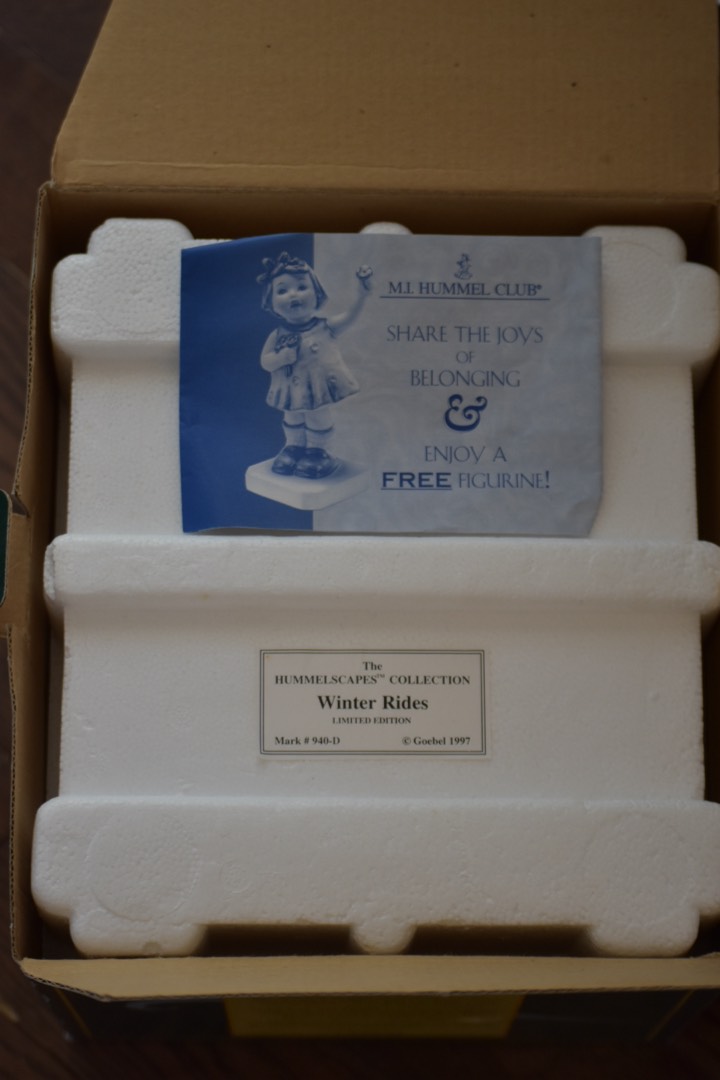 M.I. HUMMEL CLUB®
SHARE THE JOYS
OF
BELONGING
&
ENJOY A
FREE FIGURINE!
The
HUMMELSCAPES™ COLLECTION
Winter Rides
LIMITED EDITION
Mark # 940-D © Goebel 1997